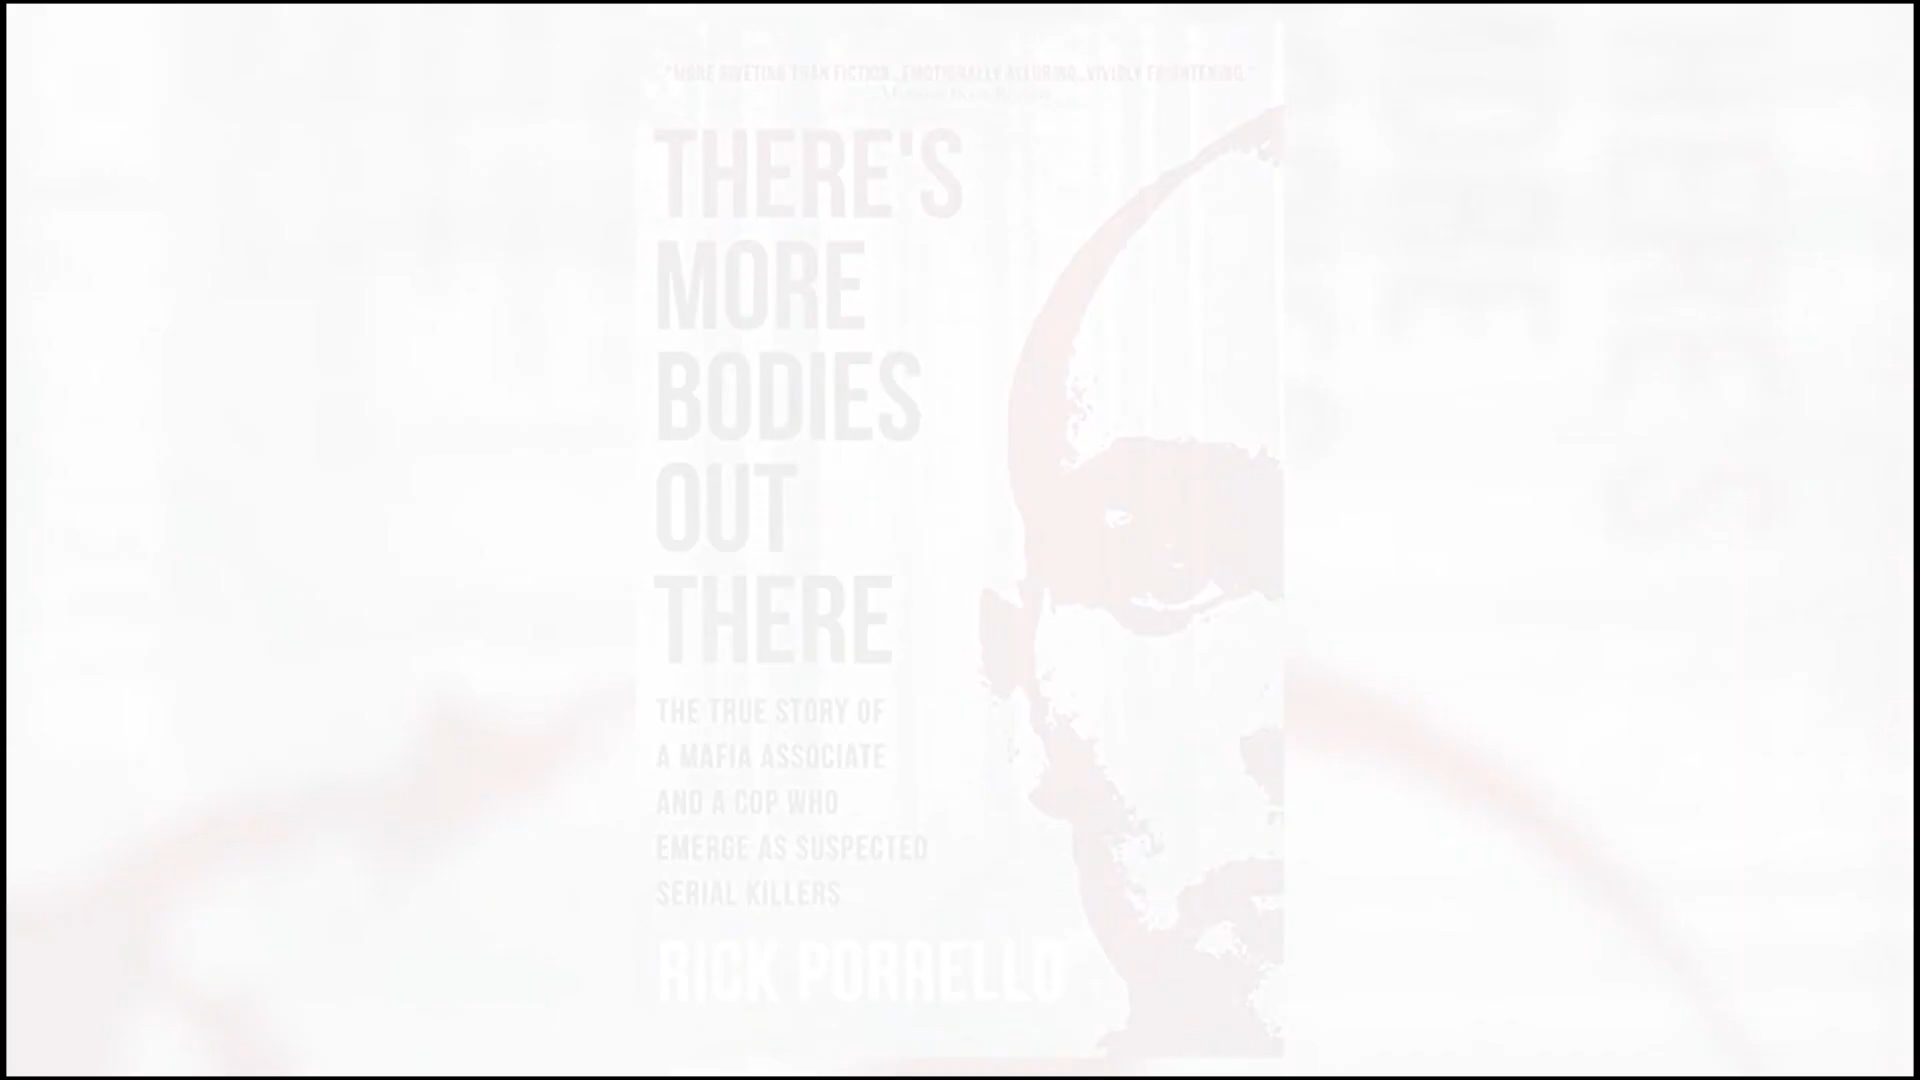 "MORE RIVETING THAN FICTION...EMOTIONALLY ALLURING...VIVIDLY FRIGHTENING."
THERE'S
MORE
BODIES
OUT
THERE
THE TRUE STORY OF
A MAFIA ASSOCIATE
AND A COP WHO
EMERGE AS SUSPECTED
SERIAL KILLERS
RICK PORRELLO